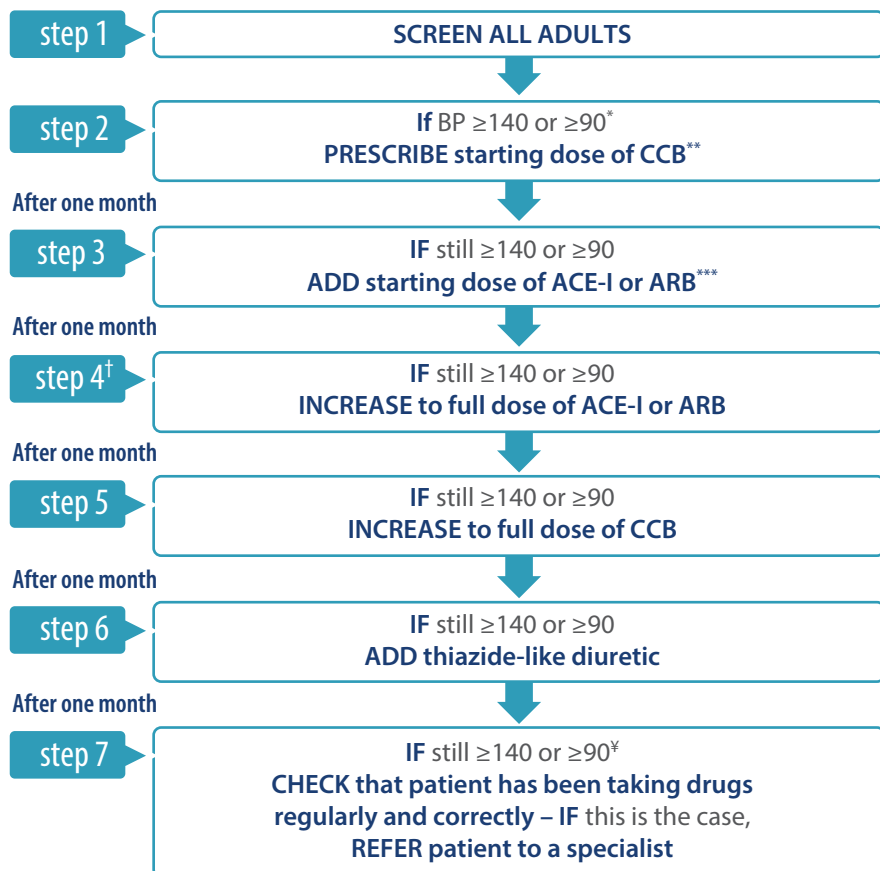 step 1
SCREEN ALL ADULTS
step 2
If BP ≥140 or ≥90*
PRESCRIBE starting dose of CCB**
After one month
step 3
IF still ≥140 or ≥90
ADD starting dose of ACE-I or ARB***
After one month
step 4†
IF still ≥140 or ≥90
INCREASE to full dose of ACE-I or ARB
After one month
step 5
IF still ≥140 or ≥90
INCREASE to full dose of CCB
After one month
step 6
IF still ≥140 or ≥90
ADD thiazide-like diuretic
After one month
step 7
IF still ≥140 or ≥90¥
CHECK that patient has been taking drugs
regularly and correctly – IF this is the case,
REFER patient to a specialist